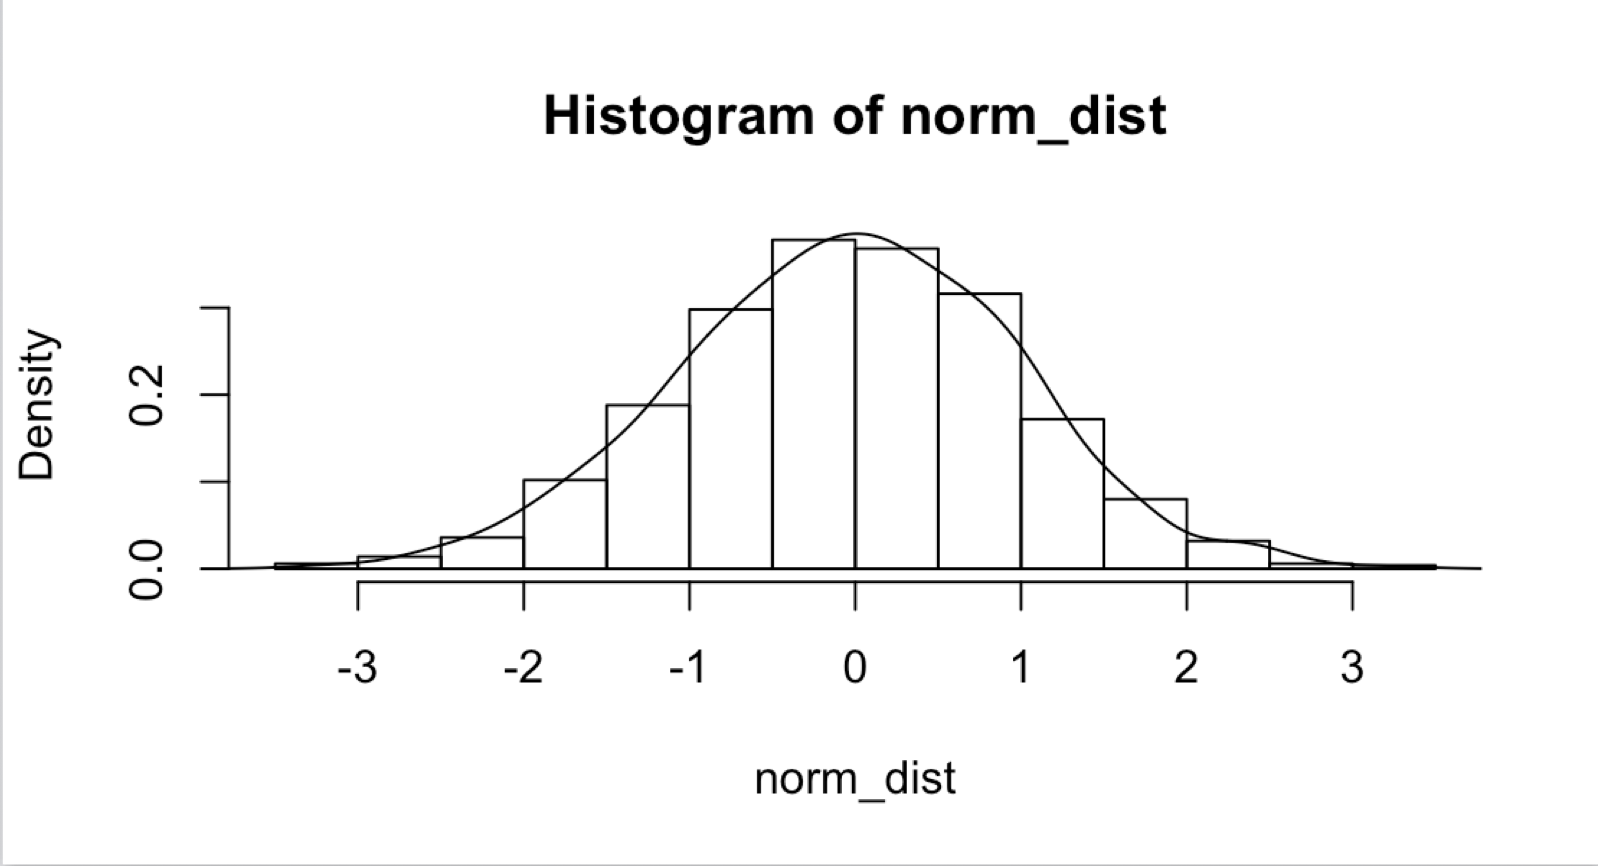 Histogram of norm_dist
Density
0.2
0.0
-3 -2 -1 0 1 2 3
norm_dist